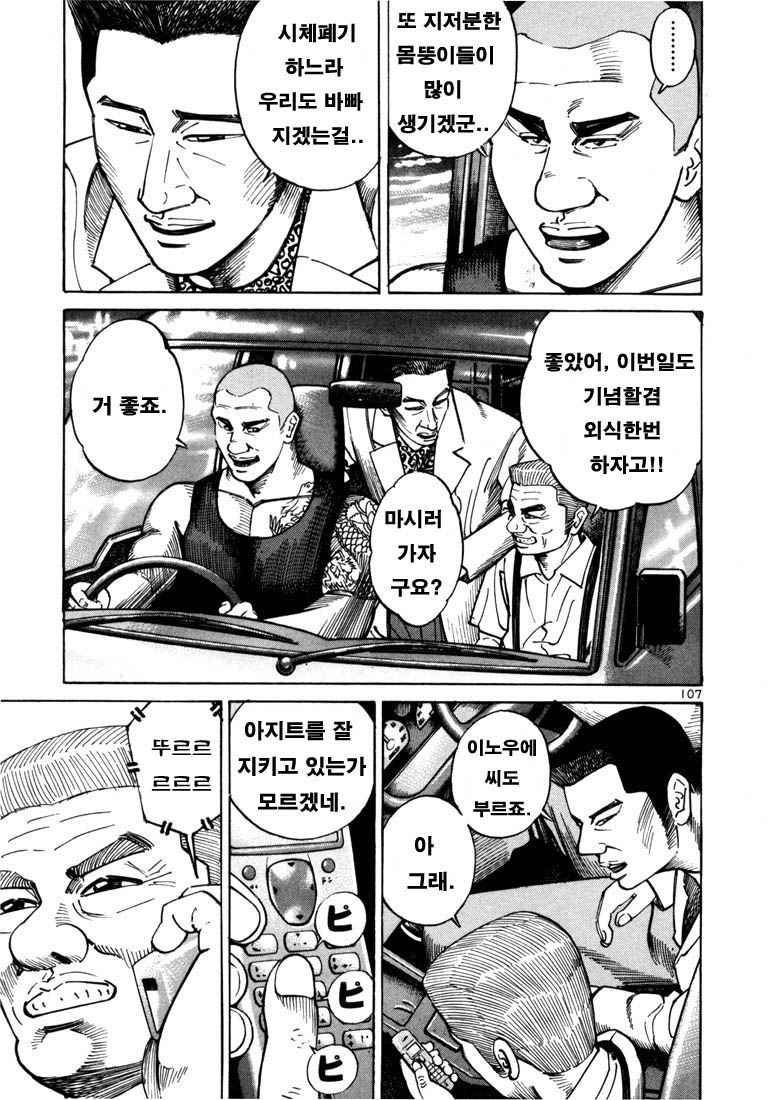 또 지저분한
몸뚱이들이
많이
생기겠군..
………
시체폐기
하느라
우리도 바빠
지겠는걸..
좋았어, 이번일도
기념할겸
외식한번
하자고!!
마시러
가자
구요?
거 좋죠.
107
이노우에
씨도
부르죠.
아
그래.
아지트를 잘
지키고 있는가
모르겠네.
ピ
ピ
ピ
뚜르르
르르르